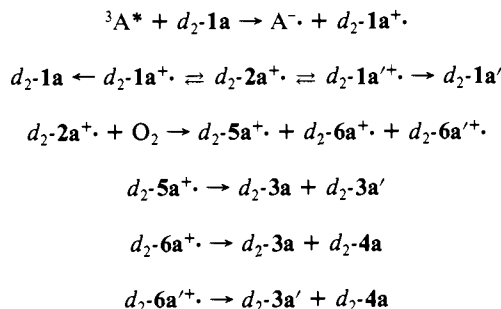 ³A* + d₂-1a → A⁻· + d₂-1a⁺·
d₂-1a ← d₂-1a⁺· ⇌ d₂-2a⁺· ⇌ d₂-1a′⁺· → d₂-1a′
d₂-2a⁺· + O₂ → d₂-5a⁺· + d₂-6a⁺· + d₂-6a′⁺·
d₂-5a⁺· → d₂-3a + d₂-3a′
d₂-6a⁺· → d₂-3a + d₂-4a
d₂-6a′⁺· → d₂-3a′ + d₂-4a